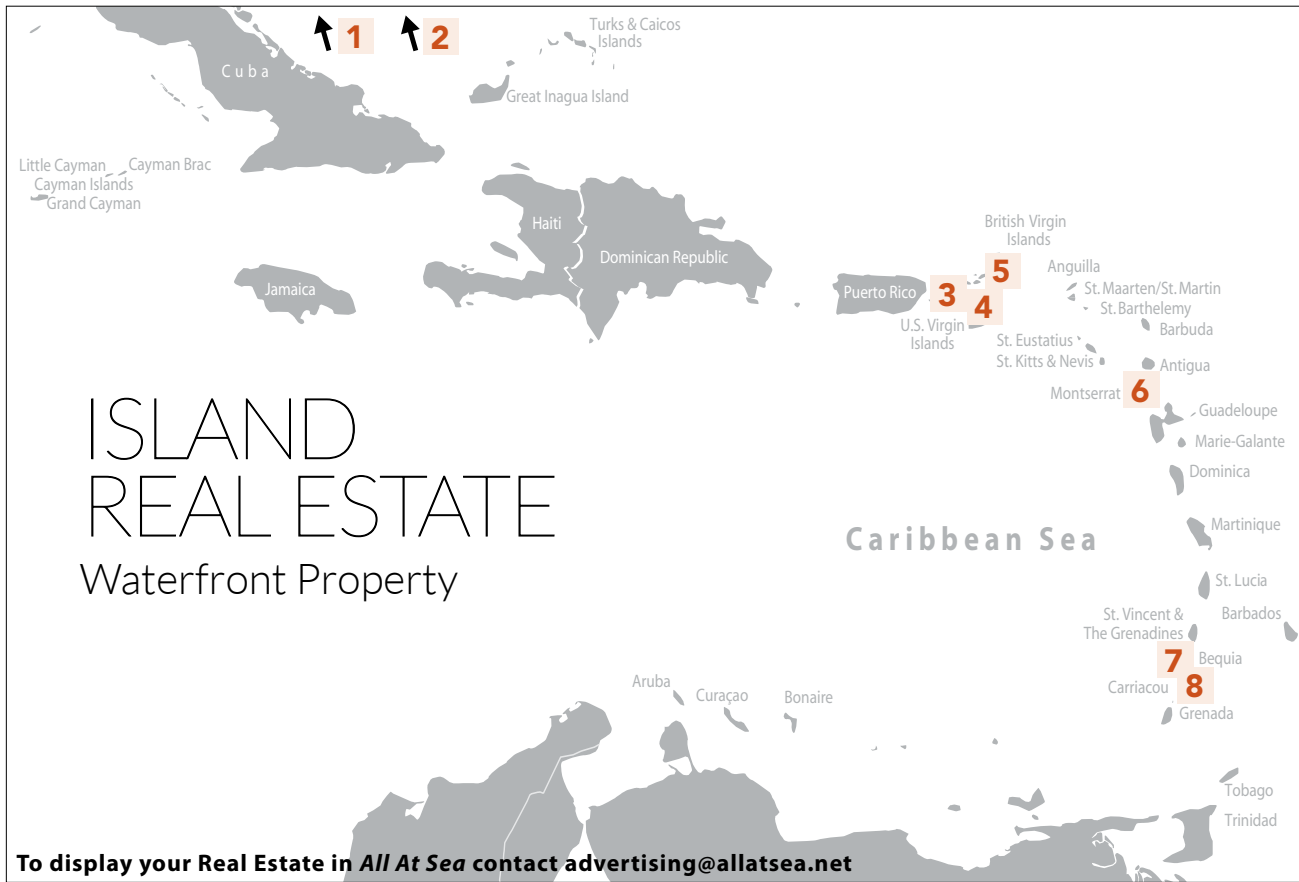 1
2
Turks & Caicos
Islands
Cuba
Great Inagua Island
Little Cayman
Cayman Brac
Cayman Islands
Grand Cayman
Haiti
Dominican Republic
Jamaica
Puerto Rico
British Virgin
Islands
5
3
4
U.S. Virgin
Islands
Anguilla
St. Maarten/St. Martin
St. Barthelemy
Barbuda
St. Eustatius
St. Kitts & Nevis
Antigua
Montserrat
6
Guadeloupe
Marie-Galante
Dominica
ISLAND
REAL ESTATE
Waterfront Property
Caribbean Sea
Martinique
St. Lucia
St. Vincent &
The Grenadines
Barbados
7
Bequia
Carriacou
8
Grenada
Aruba
Curaçao
Bonaire
Tobago
Trinidad
To display your Real Estate in All At Sea contact advertising@allatsea.net